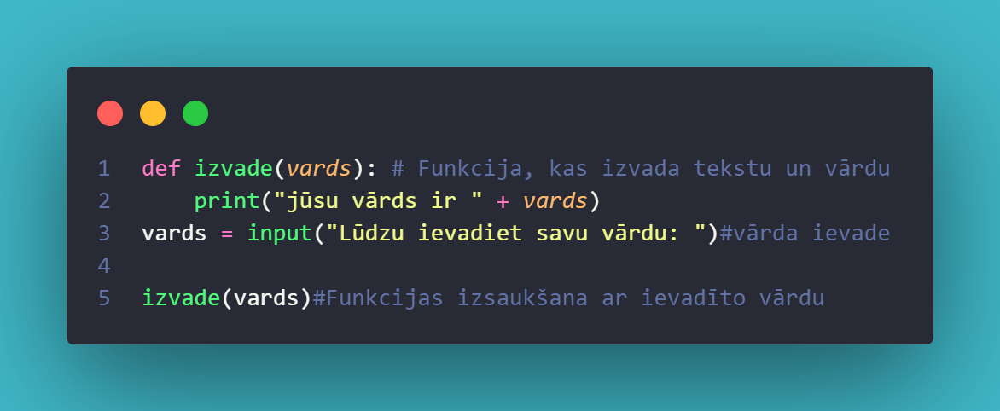 1 def izvade(vards): # Funkcija, kas izvada tekstu un vārdu
2     print("jūsu vārds ir " + vards)
3 vards = input("Lūdzu ievadiet savu vārdu: ")#vārda ievade
4
5 izvade(vards)#Funkcijas izsaukšana ar ievadīto vārdu